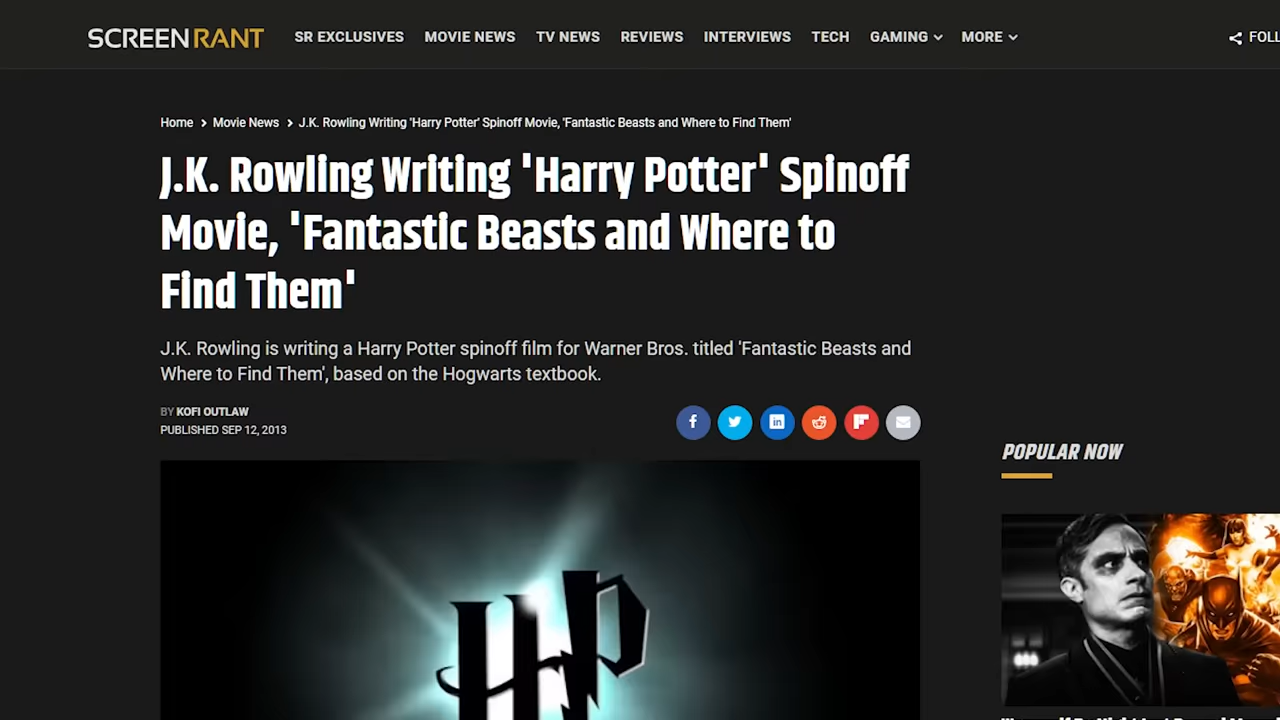 SCREENRANT
SR EXCLUSIVES MOVIE NEWS TV NEWS REVIEWS INTERVIEWS TECH GAMING MORE
Home > Movie News > J.K. Rowling Writing 'Harry Potter' Spinoff Movie, 'Fantastic Beasts and Where to Find Them'
J.K. Rowling Writing 'Harry Potter' Spinoff
Movie, 'Fantastic Beasts and Where to
Find Them'
J.K. Rowling is writing a Harry Potter spinoff film for Warner Bros. titled 'Fantastic Beasts and
Where to Find Them', based on the Hogwarts textbook.
BY KOFI OUTLAW
PUBLISHED SEP 12, 2013
POPULAR NOW
HP